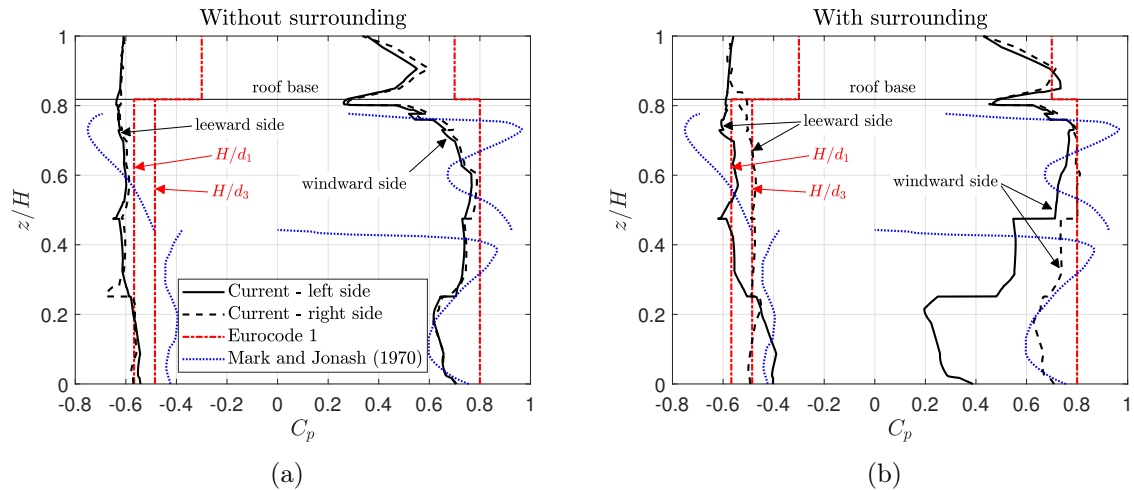 Without surrounding
1
0.8
0.6
0.4
0.2
0
z/H
roof base
leeward side
H/d₁
H/d₃
windward side
Current - left side
Current - right side
Eurocode 1
Mark and Jonash (1970)
-0.8 -0.6 -0.4 -0.2 0 0.2 0.4 0.6 0.8 1
Cₚ
(a)
With surrounding
1
0.8
0.6
0.4
0.2
0
z/H
roof base
leeward side
H/d₁
H/d₃
windward side
-0.8 -0.6 -0.4 -0.2 0 0.2 0.4 0.6 0.8 1
Cₚ
(b)